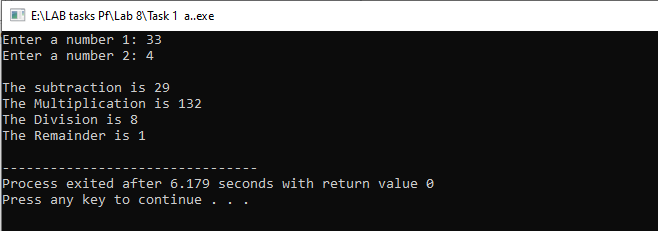 E:\LAB tasks Pf\Lab 8\Task 1  a..exe
Enter a number 1: 33
Enter a number 2: 4
The subtraction is 29
The Multiplication is 132
The Division is 8
The Remainder is 1
--------------------------------
Process exited after 6.179 seconds with return value 0
Press any key to continue . . .